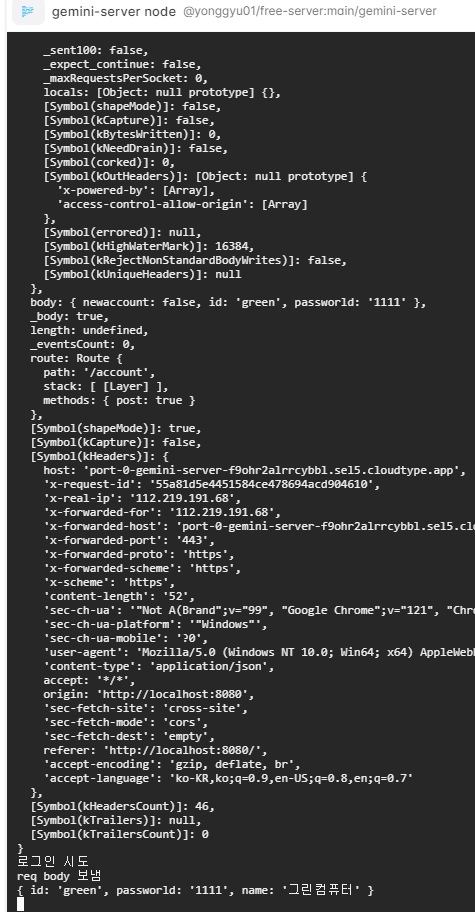 gemini-server node @yonggyu01/free-server:main/gemini-server
_sent100: false,
_expect_continue: false,
_maxRequestsPerSocket: 0,
locals: [Object: null prototype] {},
[Symbol(shapeMode)]: false,
[Symbol(kCapture)]: false,
[Symbol(kBytesWritten)]: 0,
[Symbol(kNeedDrain)]: false,
[Symbol(corked)]: 0,
[Symbol(kOutHeaders)]: [Object: null prototype] {
'x-powered-by': [Array],
'access-control-allow-origin': [Array]
},
[Symbol(errored)]: null,
[Symbol(kHighWaterMark)]: 16384,
[Symbol(kRejectNonStandardBodyWrites)]: false,
[Symbol(kUniqueHeaders)]: null
},
body: { newaccount: false, id: 'green', passworld: '1111' },
_body: true,
length: undefined,
_eventsCount: 0,
route: Route {
path: '/account',
stack: [ [Layer] ],
methods: { post: true }
},
[Symbol(shapeMode)]: true,
[Symbol(kCapture)]: false,
[Symbol(kHeaders)]: {
host: 'port-0-gemini-server-f9ohr2alrrcybbl.sel5.cloudtype.app',
'x-request-id': '55a81d5e4451584ce478694acd904610',
'x-real-ip': '112.219.191.68',
'x-forwarded-for': '112.219.191.68',
'x-forwarded-host': 'port-0-gemini-server-f9ohr2alrrcybbl.sel5.clo
'x-forwarded-port': '443',
'x-forwarded-proto': 'https',
'x-forwarded-scheme': 'https',
'x-scheme': 'https',
'content-length': '52',
'sec-ch-ua': '"Not A(Brand";v="99", "Google Chrome";v="121", "Chro
'sec-ch-ua-platform': '"Windows"',
'sec-ch-ua-mobile': '?0',
'user-agent': 'Mozilla/5.0 (Windows NT 10.0; Win64; x64) AppleWebK
'content-type': 'application/json',
accept: '*/*',
origin: 'http://localhost:8080',
'sec-fetch-site': 'cross-site',
'sec-fetch-mode': 'cors',
'sec-fetch-dest': 'empty',
referer: 'http://localhost:8080/',
'accept-encoding': 'gzip, deflate, br',
'accept-language': 'ko-KR,ko;q=0.9,en-US;q=0.8,en;q=0.7'
},
[Symbol(kHeadersCount)]: 46,
[Symbol(kTrailers)]: null,
[Symbol(kTrailersCount)]: 0
}
로그인 시도
req body 보냄
{ id: 'green', passworld: '1111', name: '그린컴퓨터' }